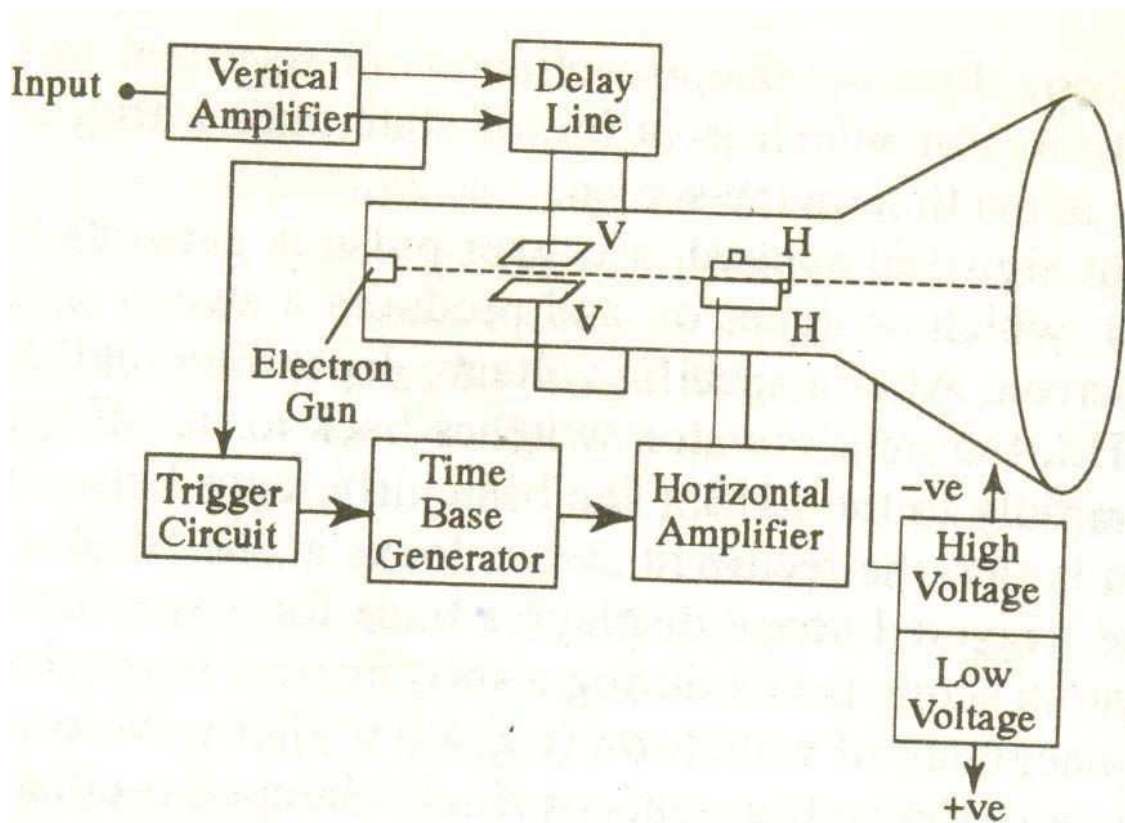 Input
Vertical
Amplifier
Delay
Line
V
H
V
H
Electron
Gun
Trigger
Circuit
Time
Base
Generator
Horizontal
Amplifier
-ve
High
Voltage
Low
Voltage
+ve